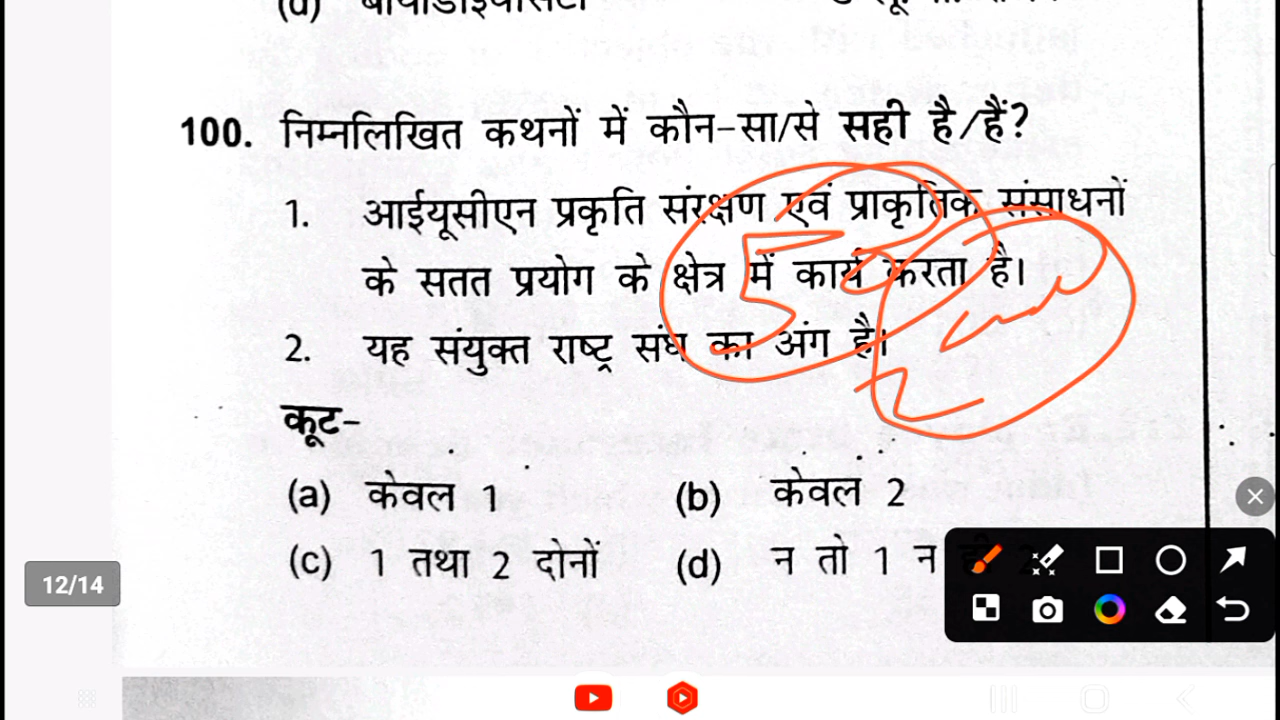 (d)
100. निम्नलिखित कथनों में कौन-सा/से सही है/हैं?
1. आईयूसीएन प्रकृति संरक्षण एवं प्राकृतिक संसाधनों
के सतत प्रयोग के क्षेत्र में कार्य करता है।
2. यह संयुक्त राष्ट्र संघ का अंग है।
कूट-
(a) केवल 1 (b) केवल 2
(c) 1 तथा 2 दोनों (d) न तो 1 न ही 2
12/14